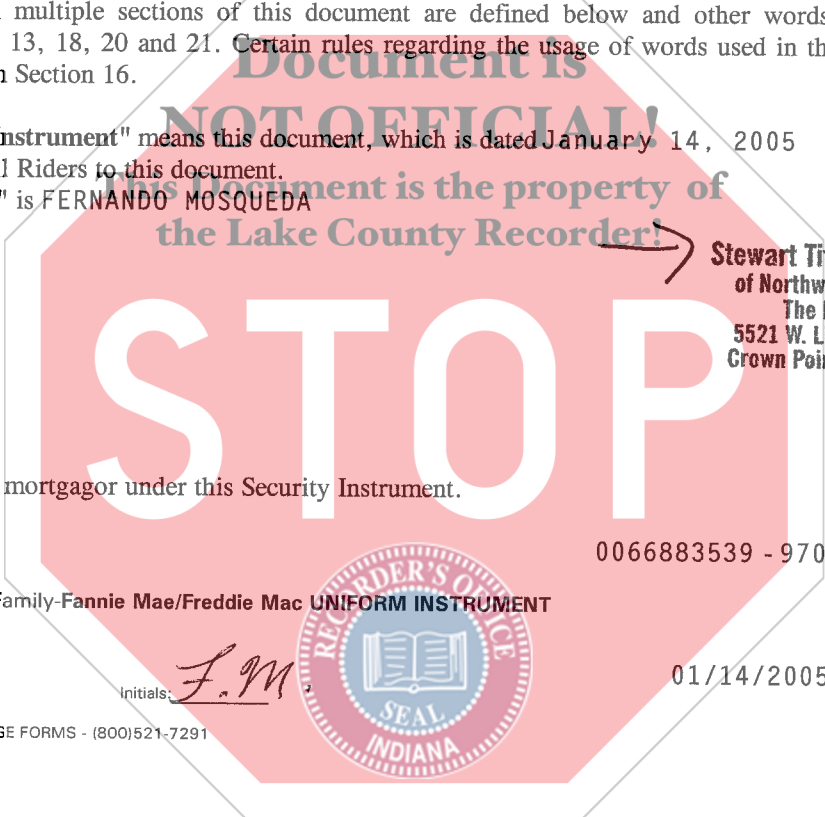 multiple sections of this document are defined below and other words
13, 18, 20 and 21. Certain rules regarding the usage of words used in th
Section 16.
Document is
NOT OFFICIAL!
nstrument" means this document, which is dated January 14, 2005
l Riders to this document.
This Document is the property of
" is FERNANDO MOSQUEDA
the Lake County Recorder!
Stewart Ti
of Northw
The
5521 W. L
Crown Poi
STOP
mortgagor under this Security Instrument.
0066883539 - 970
RECORDER'S OFFICE
Family-Fannie Mae/Freddie Mac UNIFORM INSTRUMENT
Initials: F.M.
01/14/2005
SEAL
INDIANA
GE FORMS - (800)521-7291